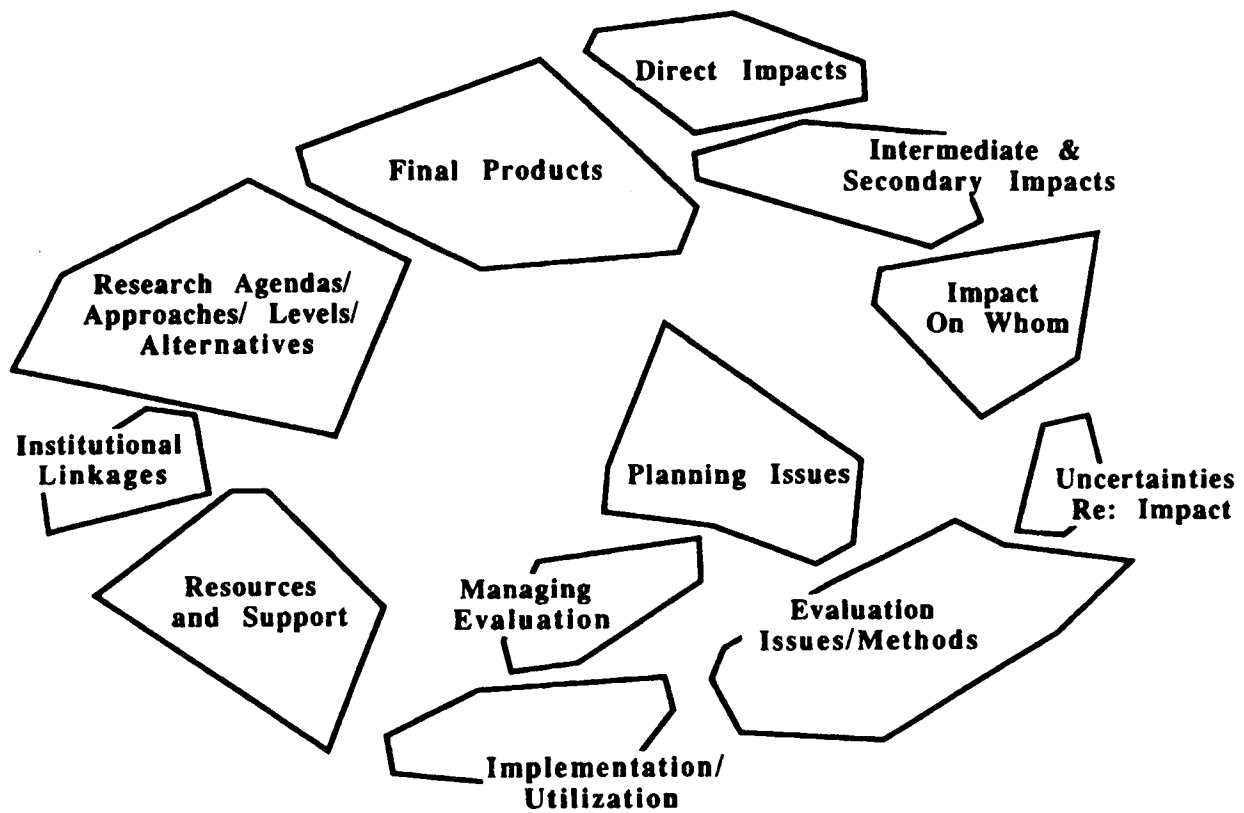 Direct Impacts
Final Products
Intermediate &
Secondary Impacts
Research Agendas/
Approaches/ Levels/
Alternatives
Impact
On Whom
Institutional
Linkages
Planning Issues
Uncertainties
Re: Impact
Resources
and Support
Managing
Evaluation
Evaluation
Issues/Methods
Implementation/
Utilization